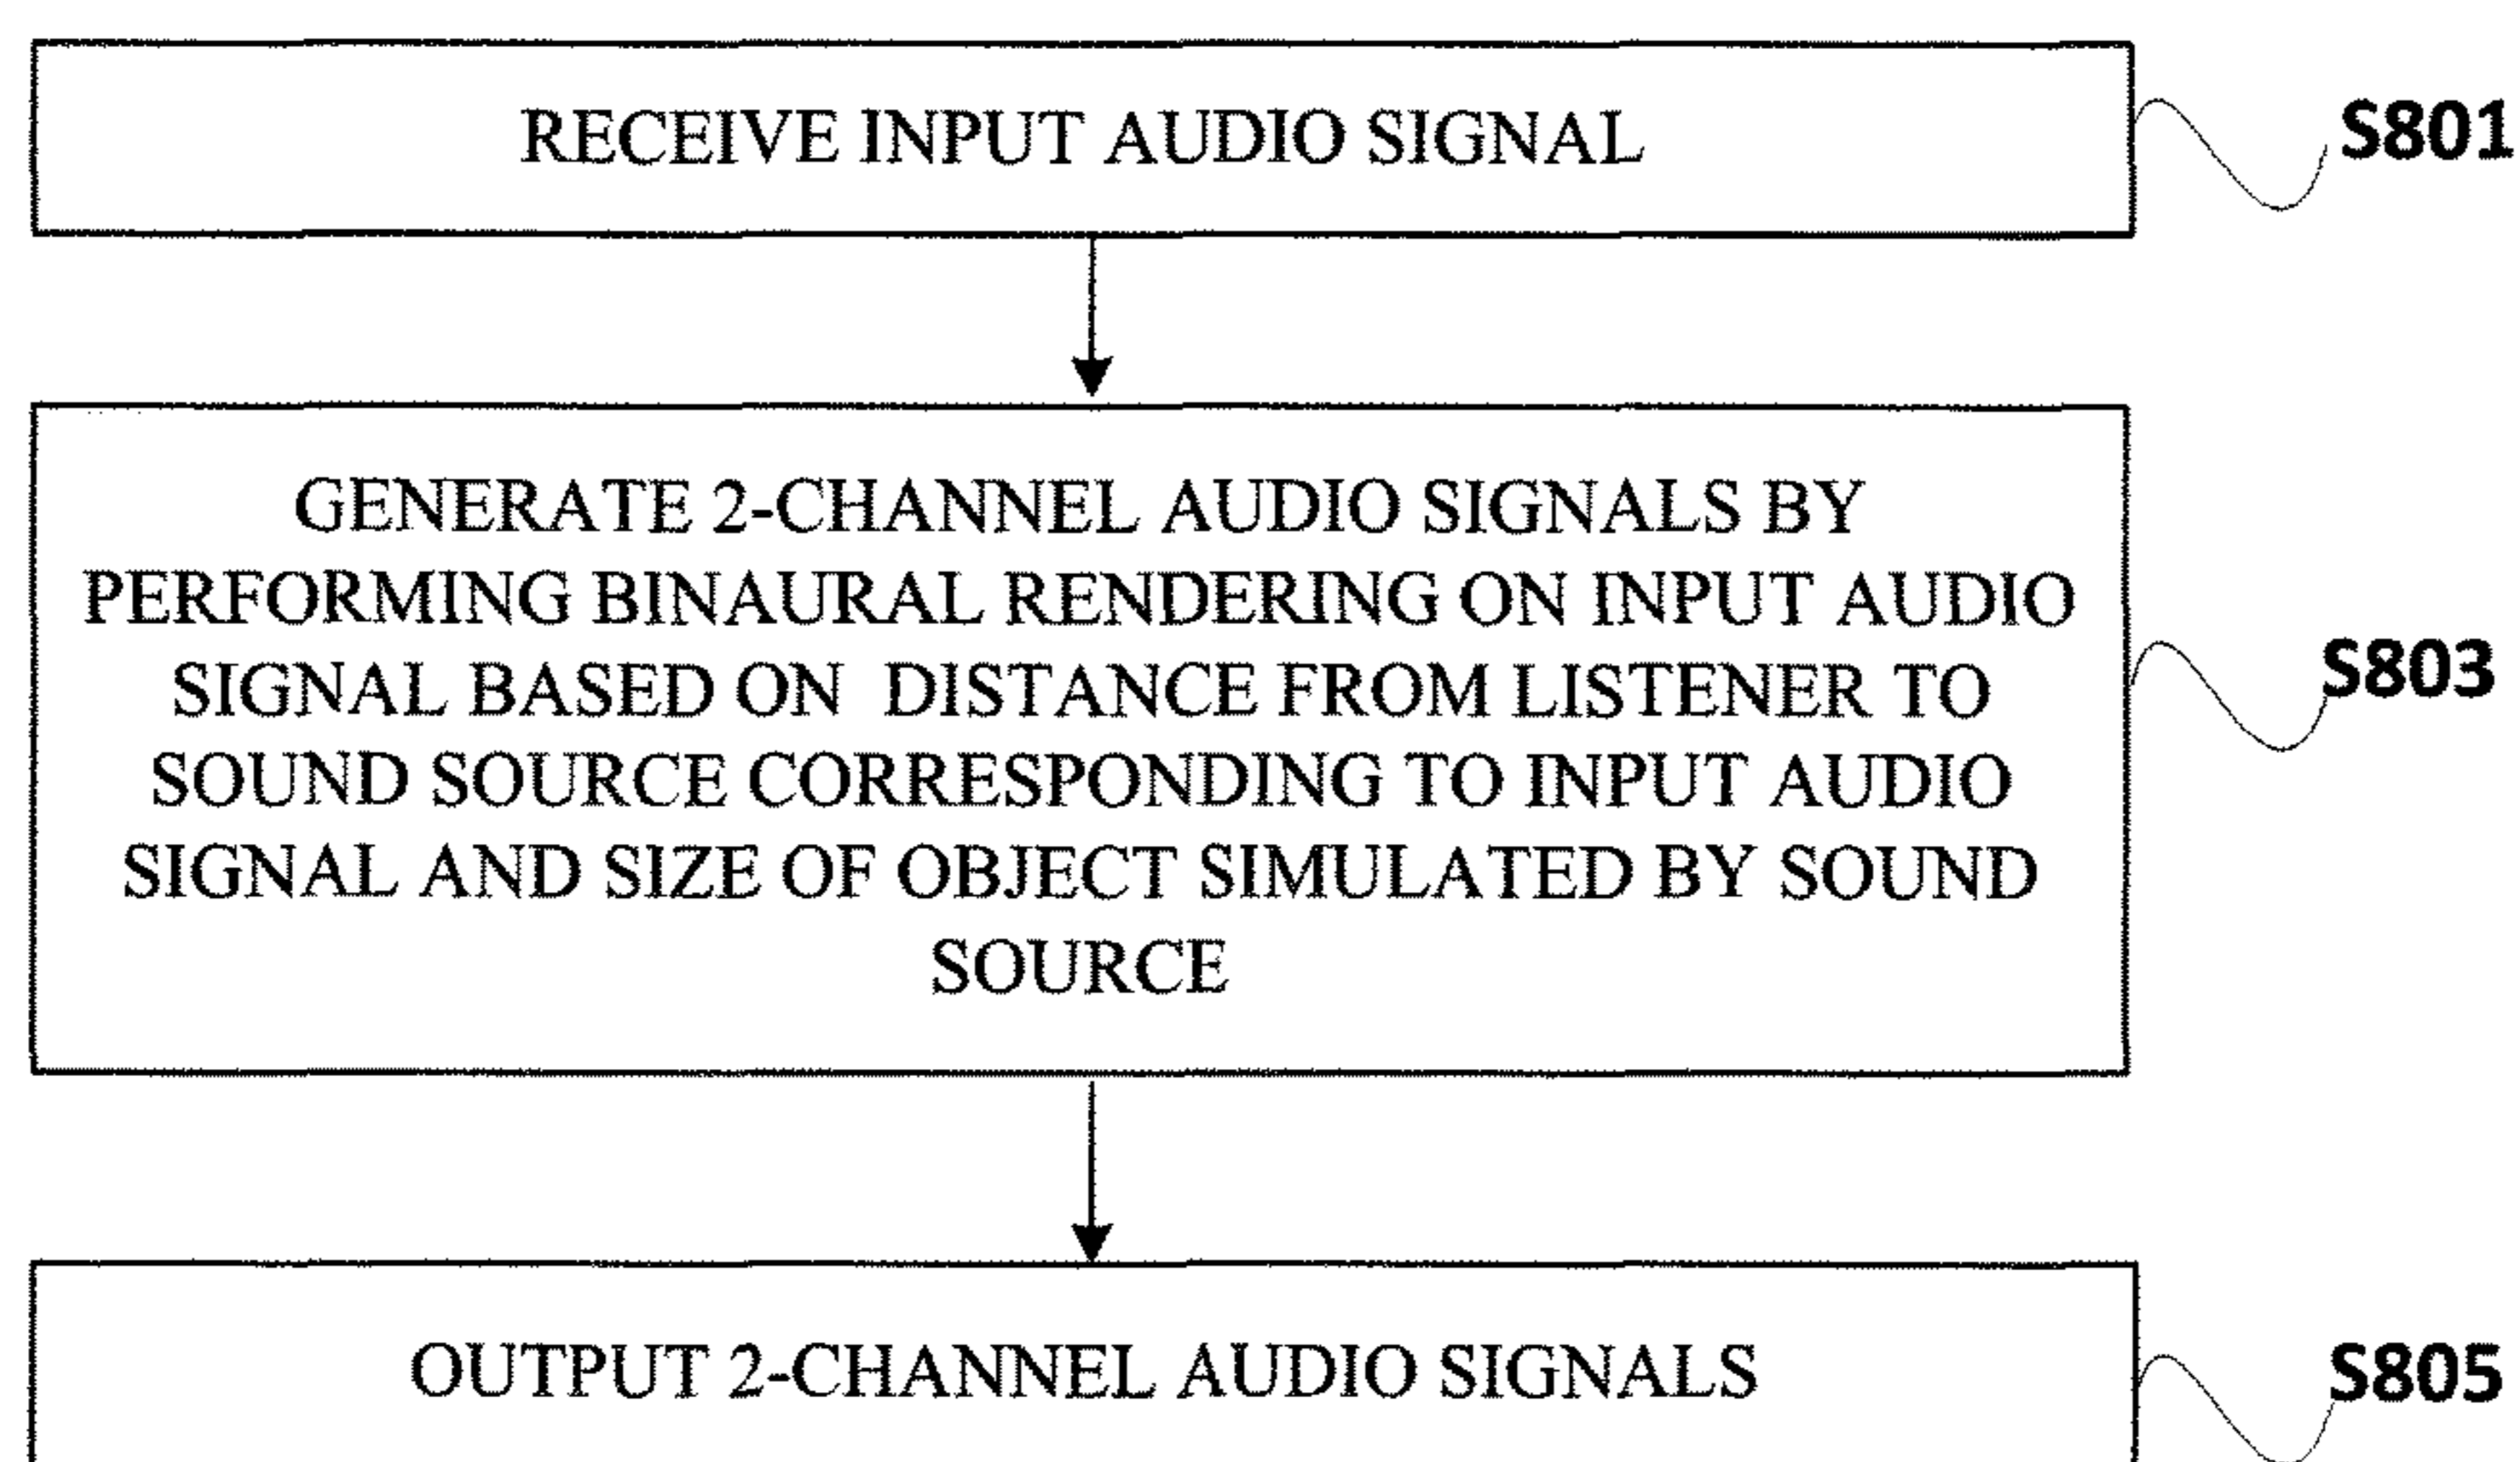 RECEIVE INPUT AUDIO SIGNAL
S801
GENERATE 2-CHANNEL AUDIO SIGNALS BY
PERFORMING BINAURAL RENDERING ON INPUT AUDIO
SIGNAL BASED ON DISTANCE FROM LISTENER TO
SOUND SOURCE CORRESPONDING TO INPUT AUDIO
SIGNAL AND SIZE OF OBJECT SIMULATED BY SOUND
SOURCE
S803
OUTPUT 2-CHANNEL AUDIO SIGNALS
S805